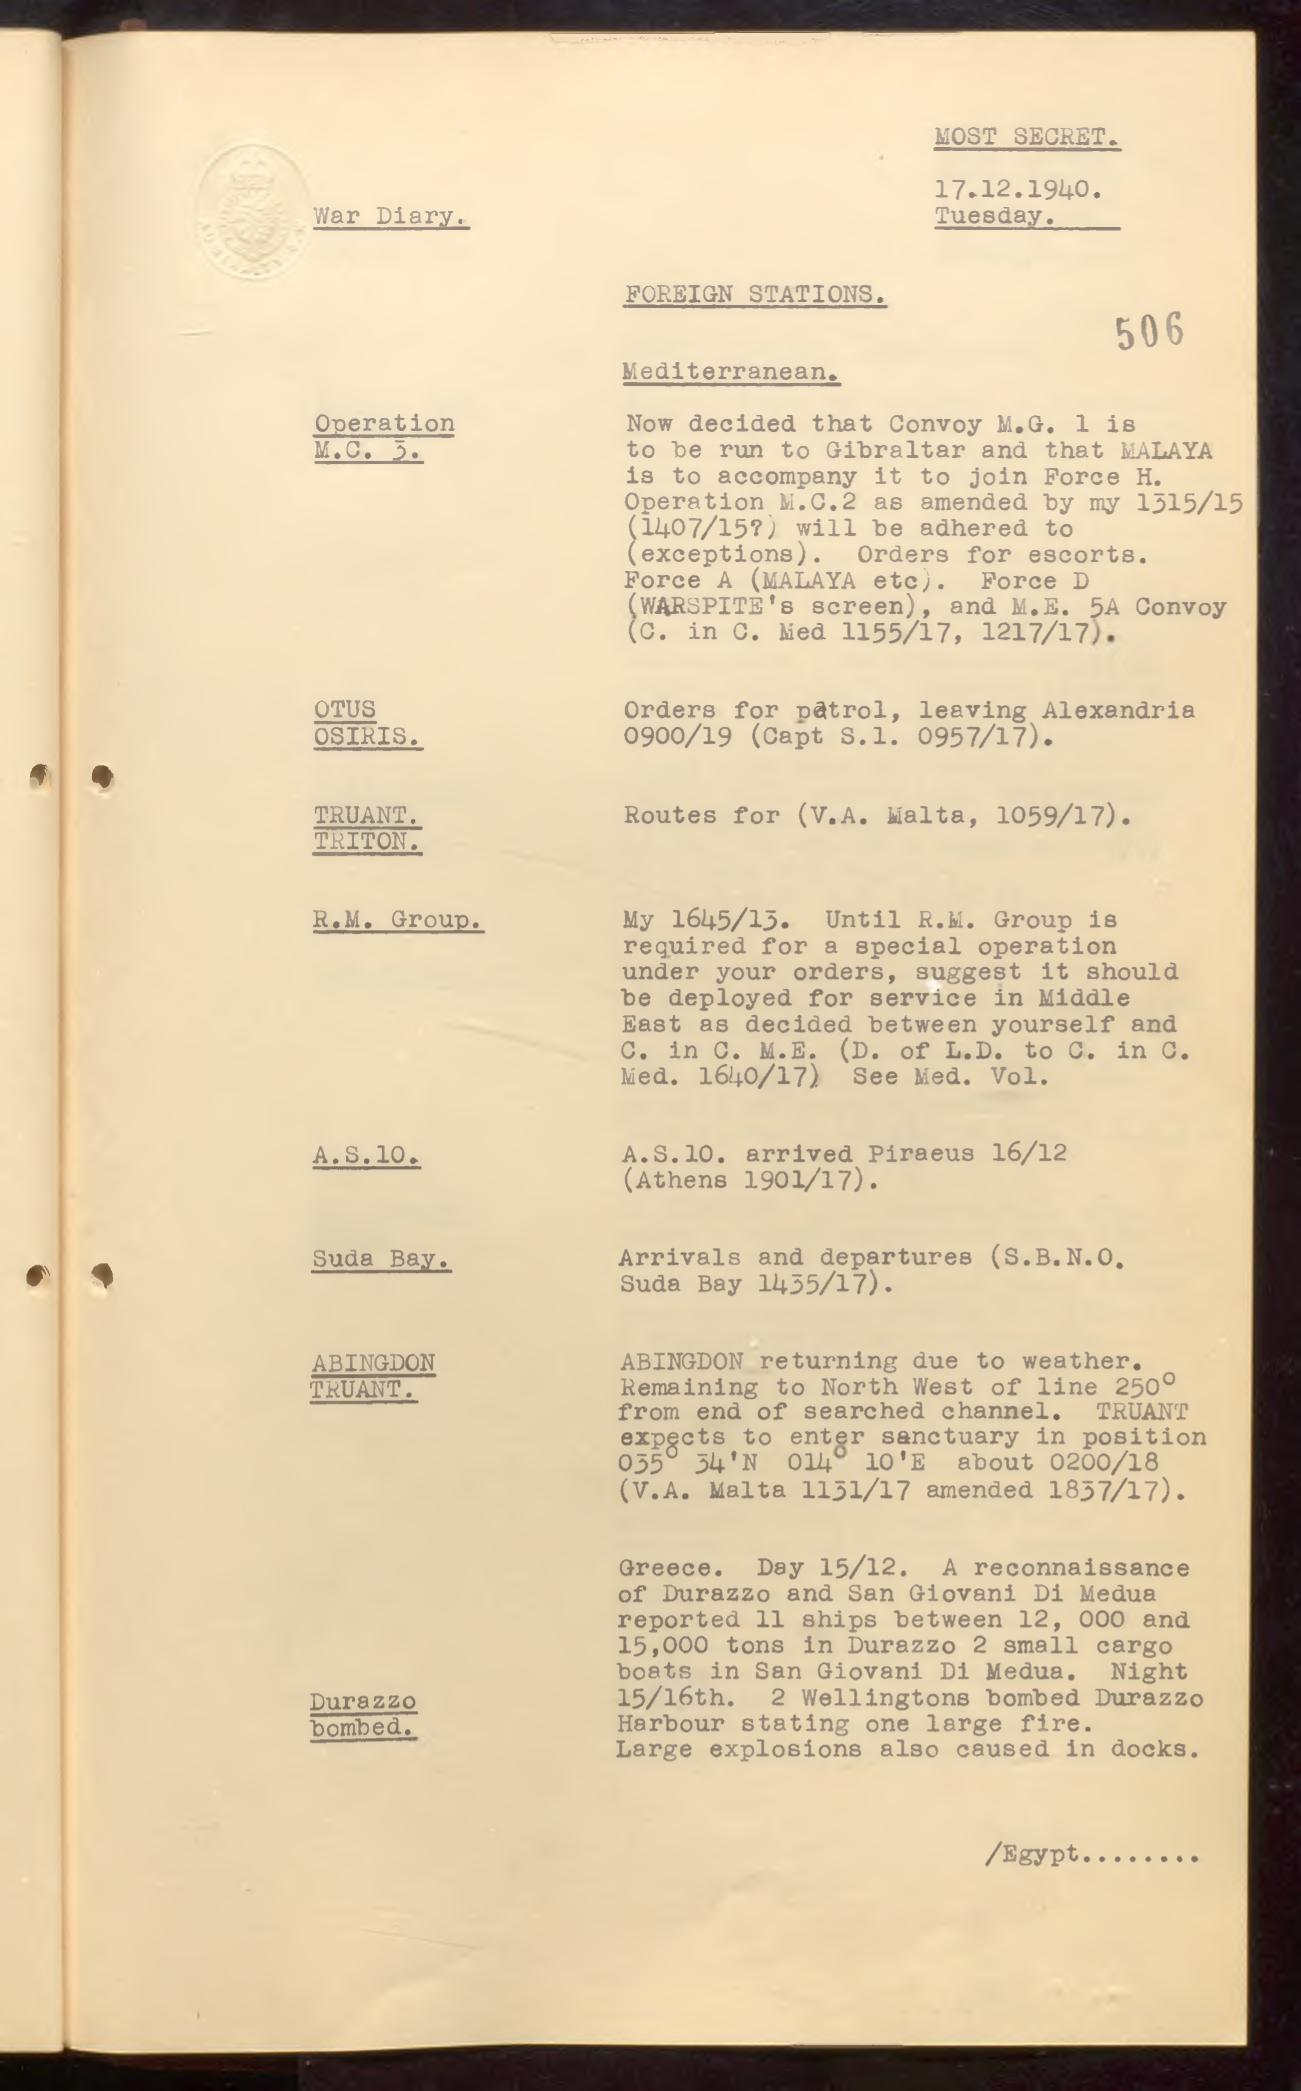 MOST SECRET.
17.12.1940.
War Diary.
Tuesday.
FOREIGN STATIONS.
506
Mediterranean.
Operation
M.C. 3.
Now decided that Convoy M.G. 1 is
to be run to Gibraltar and that MALAYA
is to accompany it to join Force H.
Operation M.C.2 as amended by my 1315/15
(1407/15?) will be adhered to
(exceptions). Orders for escorts.
Force A (MALAYA etc). Force D
(WARSPITE's screen), and M.E. 5A Convoy
(C. in C. Med 1155/17, 1217/17).
OTUS
OSIRIS.
Orders for patrol, leaving Alexandria
0900/19 (Capt S.1. 0957/17).
TRUANT.
TRITON.
Routes for (V.A. Malta, 1059/17).
R.M. Group.
My 1645/13. Until R.M. Group is
required for a special operation
under your orders, suggest it should
be deployed for service in Middle
East as decided between yourself and
C. in C. M.E. (D. of L.D. to C. in C.
Med. 1640/17) See Med. Vol.
A.S.10.
A.S.10. arrived Piraeus 16/12
(Athens 1901/17).
Suda Bay.
Arrivals and departures (S.B.N.O.
Suda Bay 1435/17).
ABINGDON
TRUANT.
ABINGDON returning due to weather.
Remaining to North West of line 250°
from end of searched channel. TRUANT
expects to enter sanctuary in position
035° 34'N 014° 10'E about 0200/18
(V.A. Malta 1131/17 amended 1837/17).
Greece. Day 15/12. A reconnaissance
of Durazzo and San Giovani Di Medua
reported 11 ships between 12, 000 and
15,000 tons in Durazzo 2 small cargo
boats in San Giovani Di Medua. Night
Durazzo
bombed.
15/16th. 2 Wellingtons bombed Durazzo
Harbour stating one large fire.
Large explosions also caused in docks.
/Egypt........